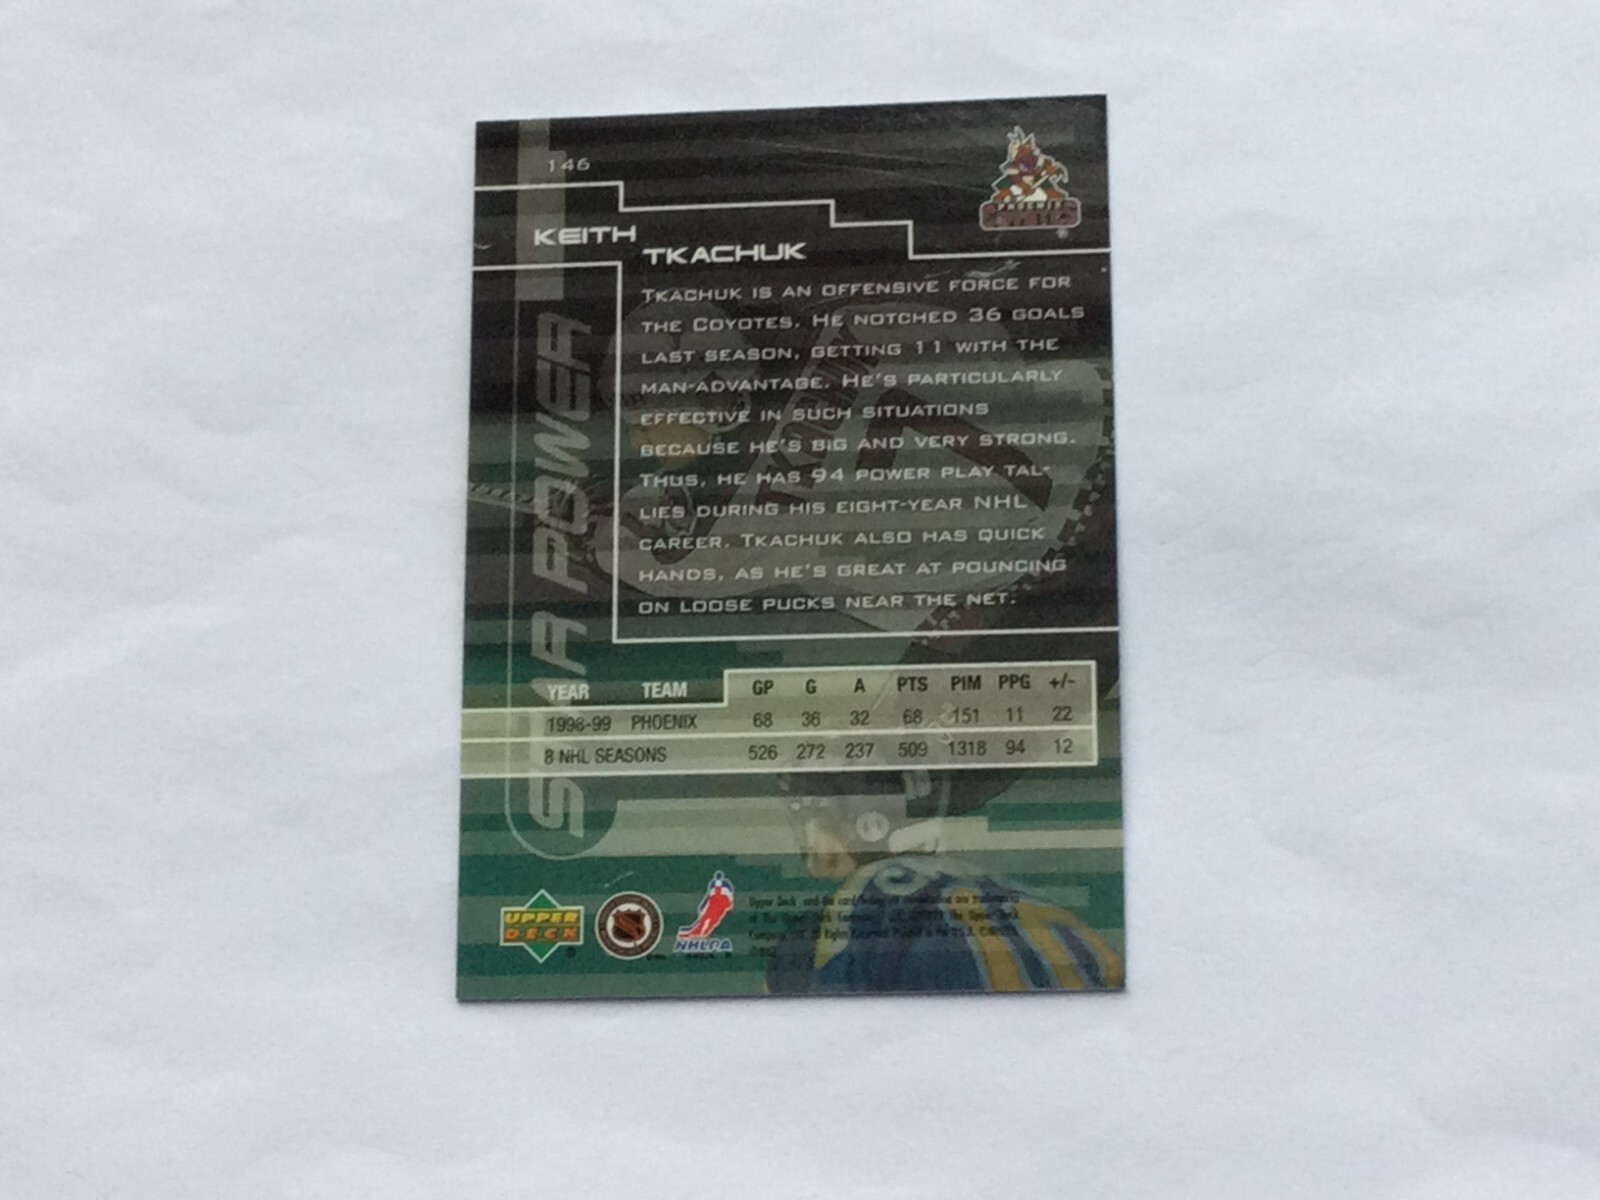 146
PHOENIX
COYOTES
®
KEITH
TKACHUK
TKACHUK IS AN OFFENSIVE FORCE FOR
THE COYOTES. HE NOTCHED 36 GOALS
LAST SEASON, GETTING 11 WITH THE
MAN-ADVANTAGE. HE'S PARTICULARLY
EFFECTIVE IN SUCH SITUATIONS
BECAUSE HE'S BIG AND VERY STRONG.
THUS, HE HAS 94 POWER PLAY TAL-
LIES DURING HIS EIGHT-YEAR NHL
CAREER. TKACHUK ALSO HAS QUICK
HANDS, AS HE'S GREAT AT POUNCING
ON LOOSE PUCKS NEAR THE NET.
STAR POWER
TKACHUK
7
YEAR TEAM GP G A PTS PIM PPG +/-
1998-99 PHOENIX 68 36 32 68 151 11 22
8 NHL SEASONS 526 272 237 509 1318 94 12
UPPER
DECK
®
NHLPA